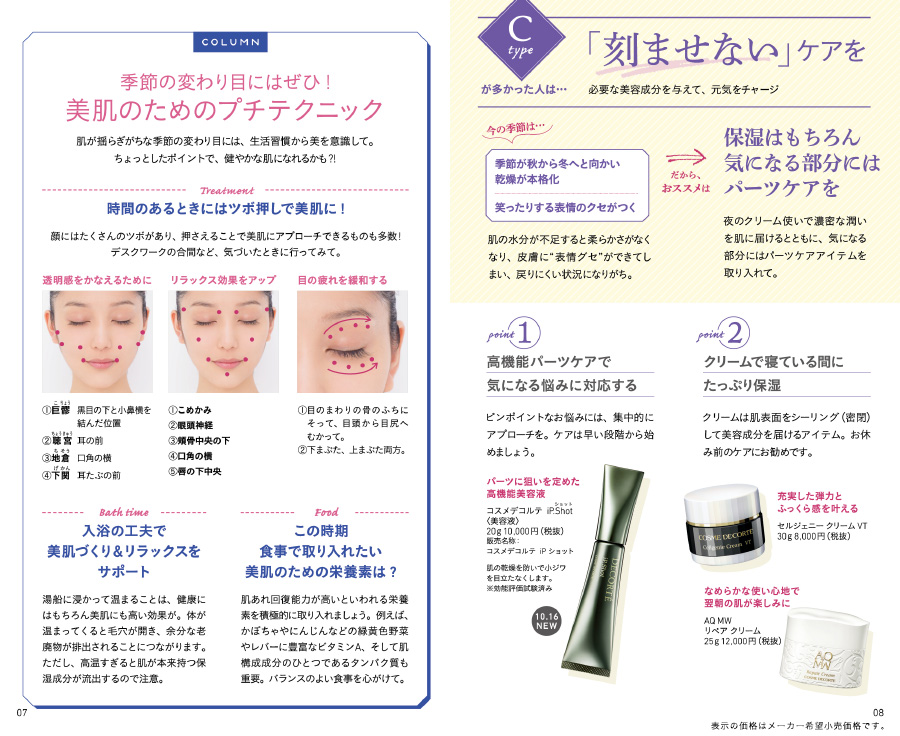 COLUMN
季節の変わり目にはぜひ！
美肌のためのプチテクニック
肌が揺らぎがちな季節の変わり目には、生活習慣から美を意識して。
ちょっとしたポイントで、健やかな肌になれるかも?!
Treatment
時間のあるときにはツボ押しで美肌に！
顔にはたくさんのツボがあり、押さえることで美肌にアプローチできるものも多数！
デスクワークの合間など、気づいたときに行ってみて。
透明感をかなえるために
①巨髎 黒目の下と小鼻横を
こりょう
結んだ位置
②聴宮 耳の前
ちょうきゅう
③地倉 口角の横
ちそう
④下関 耳たぶの前
げかん
リラックス効果をアップ
①こめかみ
②眼頭神経
③頬骨中央の下
④口角の横
⑤唇の下中央
目の疲れを緩和する
①目のまわりの骨のふちに
そって、目頭から目尻へ
むかって。
②下まぶた、上まぶた両方。
Bath time
入浴の工夫で
美肌づくり&リラックスを
サポート
湯船に浸かって温まることは、健康に
はもちろん美肌にも高い効果が。体が
温まってくると毛穴が開き、余分な老
廃物が排出されることにつながります。
ただし、高温すぎると肌が本来持つ保
湿成分が流出するので注意。
Food
この時期
食事で取り入れたい
美肌のための栄養素は？
肌あれ回復能力が高いといわれる栄養
素を積極的に取り入れましょう。例えば、
かぼちゃやにんじんなどの緑黄色野菜
やレバーに豊富なビタミンA、そして肌
構成成分のひとつであるタンパク質も
重要。バランスのよい食事を心がけて。
07
C
type
が多かった人は…
「刻ませない」ケアを
必要な美容成分を与えて、元気をチャージ
今の季節は…
季節が秋から冬へと向かい
乾燥が本格化
笑ったりする表情のクセがつく
肌の水分が不足すると柔らかさがなく
なり、皮膚に“表情グセ”ができてし
まい、戻りにくい状況になりがち。
だから、
おススメは
保湿はもちろん
気になる部分には
パーツケアを
夜のクリーム使いで濃密な潤い
を肌に届けるとともに、気になる
部分にはパーツケアアイテムを
取り入れて。
point 1
高機能パーツケアで
気になる悩みに対応する
ピンポイントなお悩みには、集中的に
アプローチを。ケアは早い段階から始
めましょう。
パーツに狙いを定めた
高機能美容液
ショット
コスメデコルテ iP.Shot
〈美容液〉
20g 10,000円（税抜）
販売名称：
コスメデコルテ iP ショット
肌の乾燥を防いで小ジワ
を目立たなくします。
※効能評価試験済み
10.16
NEW
DECORTÉ
iP.Shot
point 2
クリームで寝ている間に
たっぷり保湿
クリームは肌表面をシーリング（密閉）
して美容成分を届けるアイテム。お休
み前のケアにお勧めです。
COSME DECORTE
Cellgenie Cream VT
充実した弾力と
ふっくら感を叶える
セルジェニー クリーム VT
30g 8,000円（税抜）
なめらかな使い心地で
翌朝の肌が楽しみに
AQ MW
リペア クリーム
25g 12,000円（税抜）
AQ
MW
Repair Cream
COSME DECORTE
08
表示の価格はメーカー希望小売価格です。